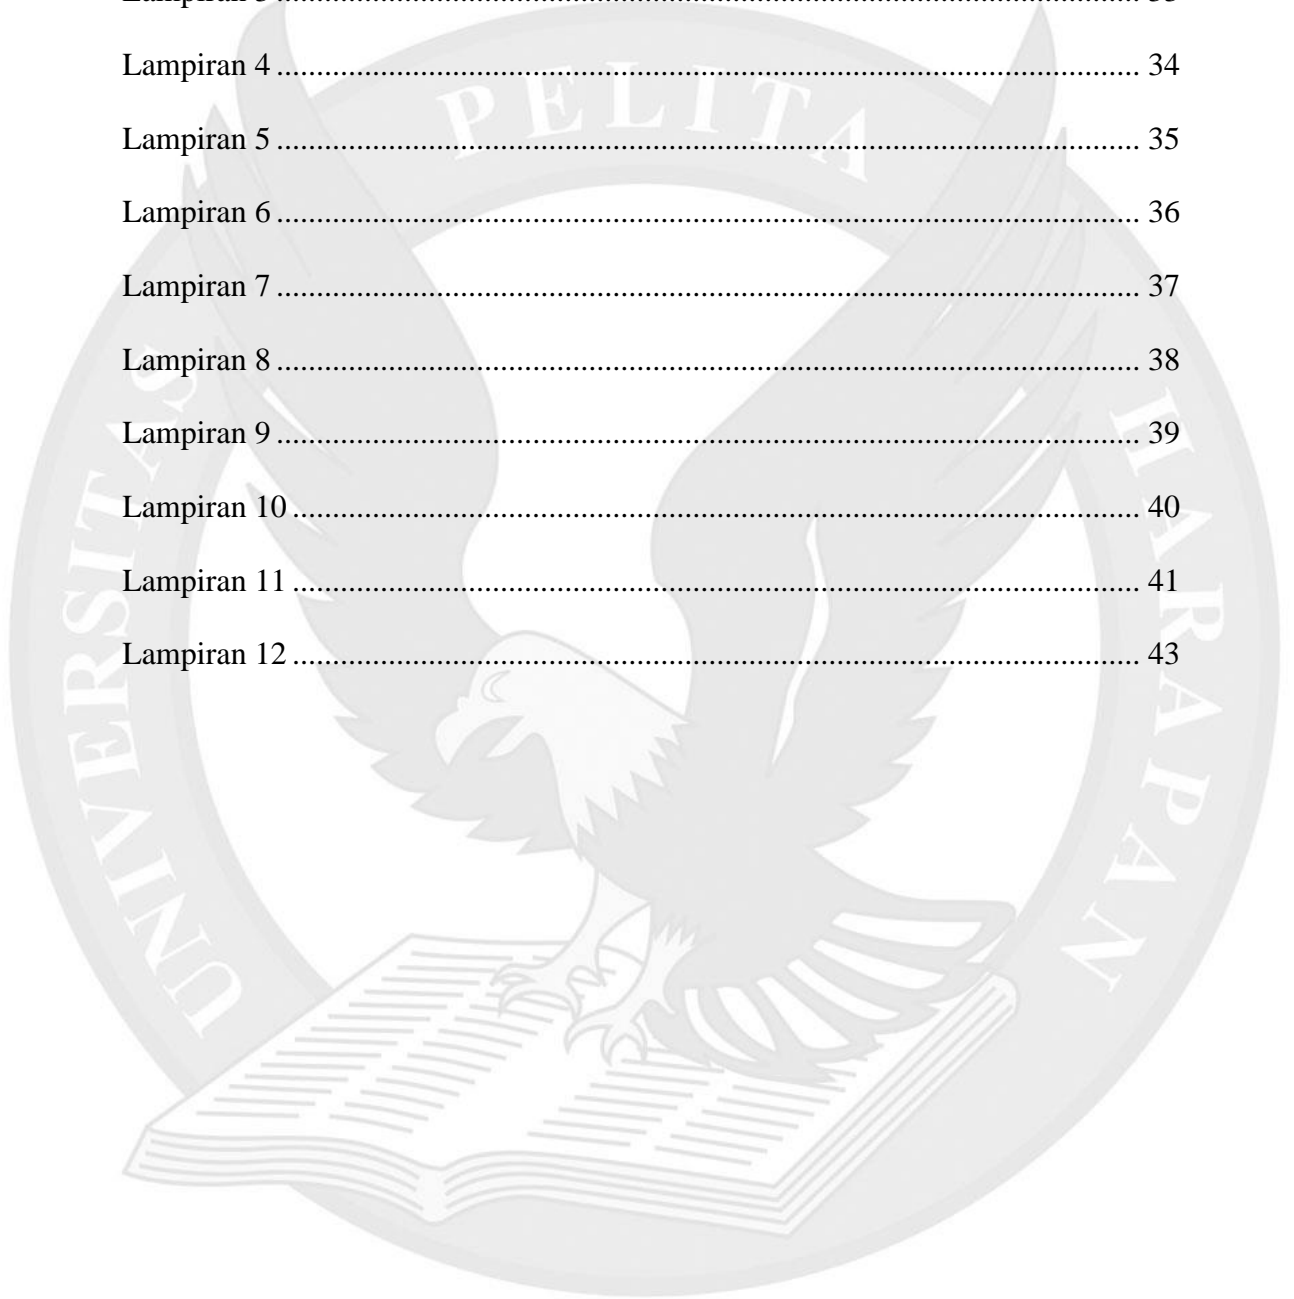 Lampiran 4 ........................................................................................................... 34
Lampiran 5 ........................................................................................................... 35
Lampiran 6 ........................................................................................................... 36
Lampiran 7 ........................................................................................................... 37
Lampiran 8 ........................................................................................................... 38
Lampiran 9 ........................................................................................................... 39
Lampiran 10 ......................................................................................................... 40
Lampiran 11 ......................................................................................................... 41
Lampiran 12 ......................................................................................................... 43
UNIVERSITAS PELITA HARAPAN